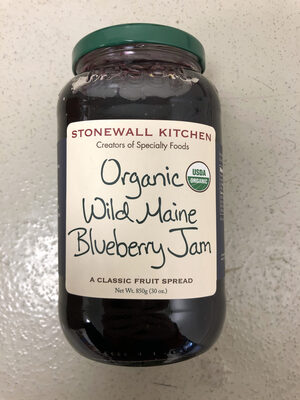 STONEWALL KITCHEN
Creators of Specialty Foods
Organic
USDA
ORGANIC
Wild Maine
Blueberry Jam
A CLASSIC FRUIT SPREAD
Net Wt. 850g (30 oz.)